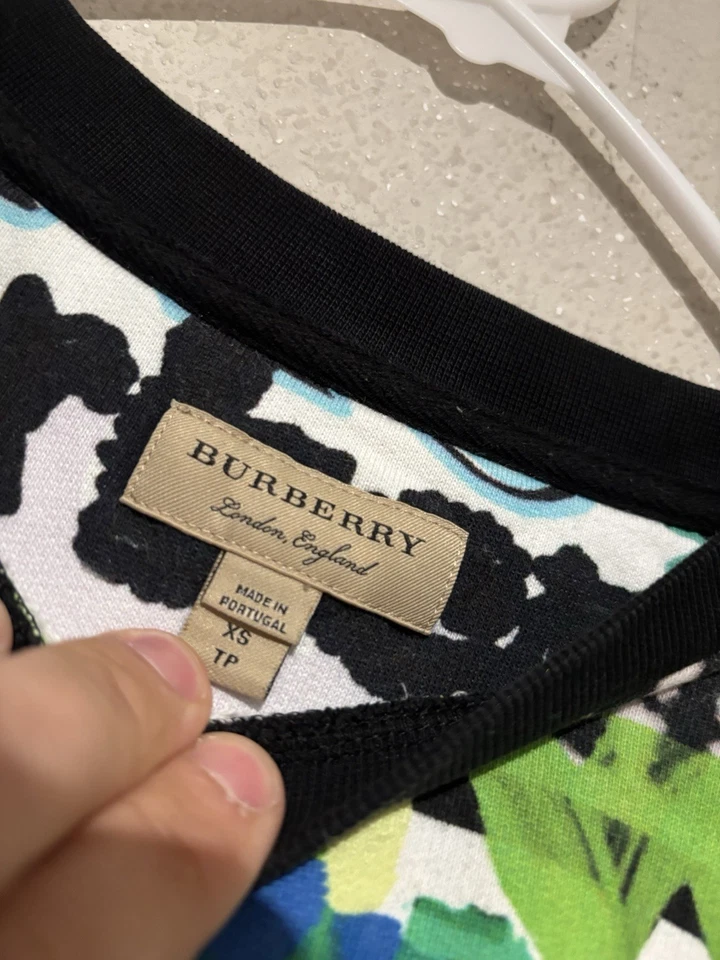 BURBERRY
London, England
MADE IN
PORTUGAL
XS
TP